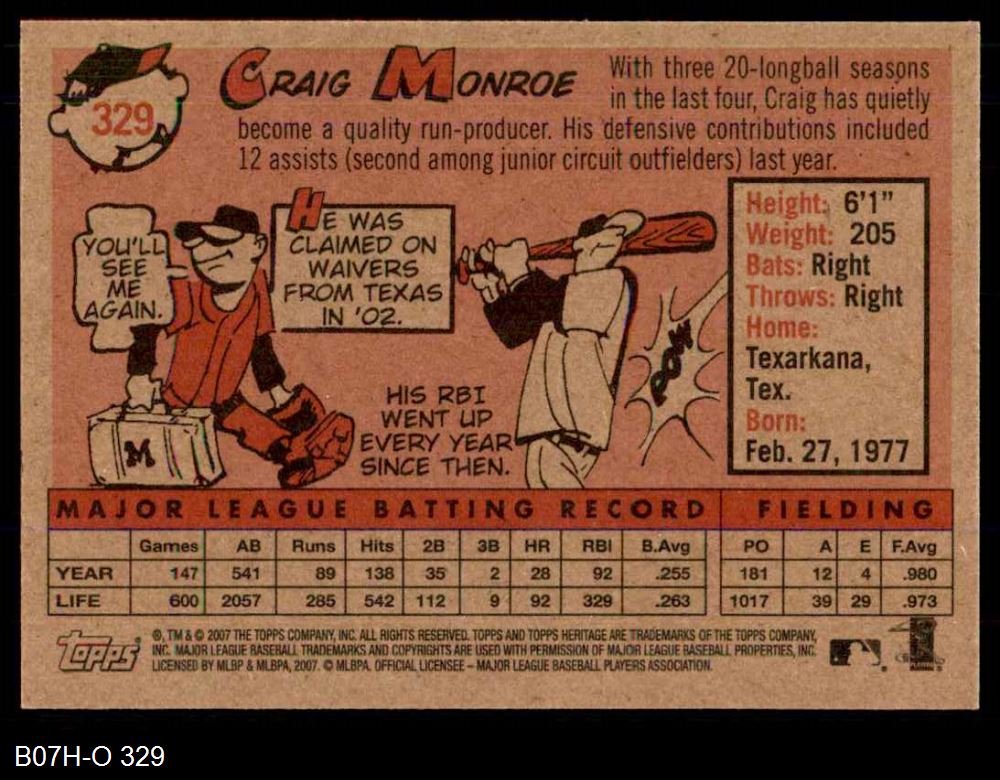 329
CRAIG MONROE
With three 20-longball seasons
in the last four, Craig has quietly
become a quality run-producer. His defensive contributions included
12 assists (second among junior circuit outfielders) last year.
YOU'LL
SEE
ME
AGAIN.
HE WAS
CLAIMED ON
WAIVERS
FROM TEXAS
IN '02.
M
HIS RBI
WENT UP
EVERY YEAR
SINCE THEN.
POW
Height: 6'1"
Weight: 205
Bats: Right
Throws: Right
Home:
Texarkana,
Tex.
Born:
Feb. 27, 1977
MAJOR LEAGUE BATTING RECORD FIELDING
Games AB Runs Hits 2B 3B HR RBI B.Avg PO A E F.Avg
YEAR 147 541 89 138 35 2 28 92 .255 181 12 4 .980
LIFE 600 2057 285 542 112 9 92 329 .263 1017 39 29 .973
Topps
®, TM & © 2007 THE TOPPS COMPANY, INC. ALL RIGHTS RESERVED. TOPPS AND TOPPS HERITAGE ARE TRADEMARKS OF THE TOPPS COMPANY,
INC. MAJOR LEAGUE BASEBALL TRADEMARKS AND COPYRIGHTS ARE USED WITH PERMISSION OF MAJOR LEAGUE BASEBALL PROPERTIES, INC.
LICENSED BY MLBP & MLBPA, 2007. © MLBPA. OFFICIAL LICENSEE – MAJOR LEAGUE BASEBALL PLAYERS ASSOCIATION.
B07H-O 329